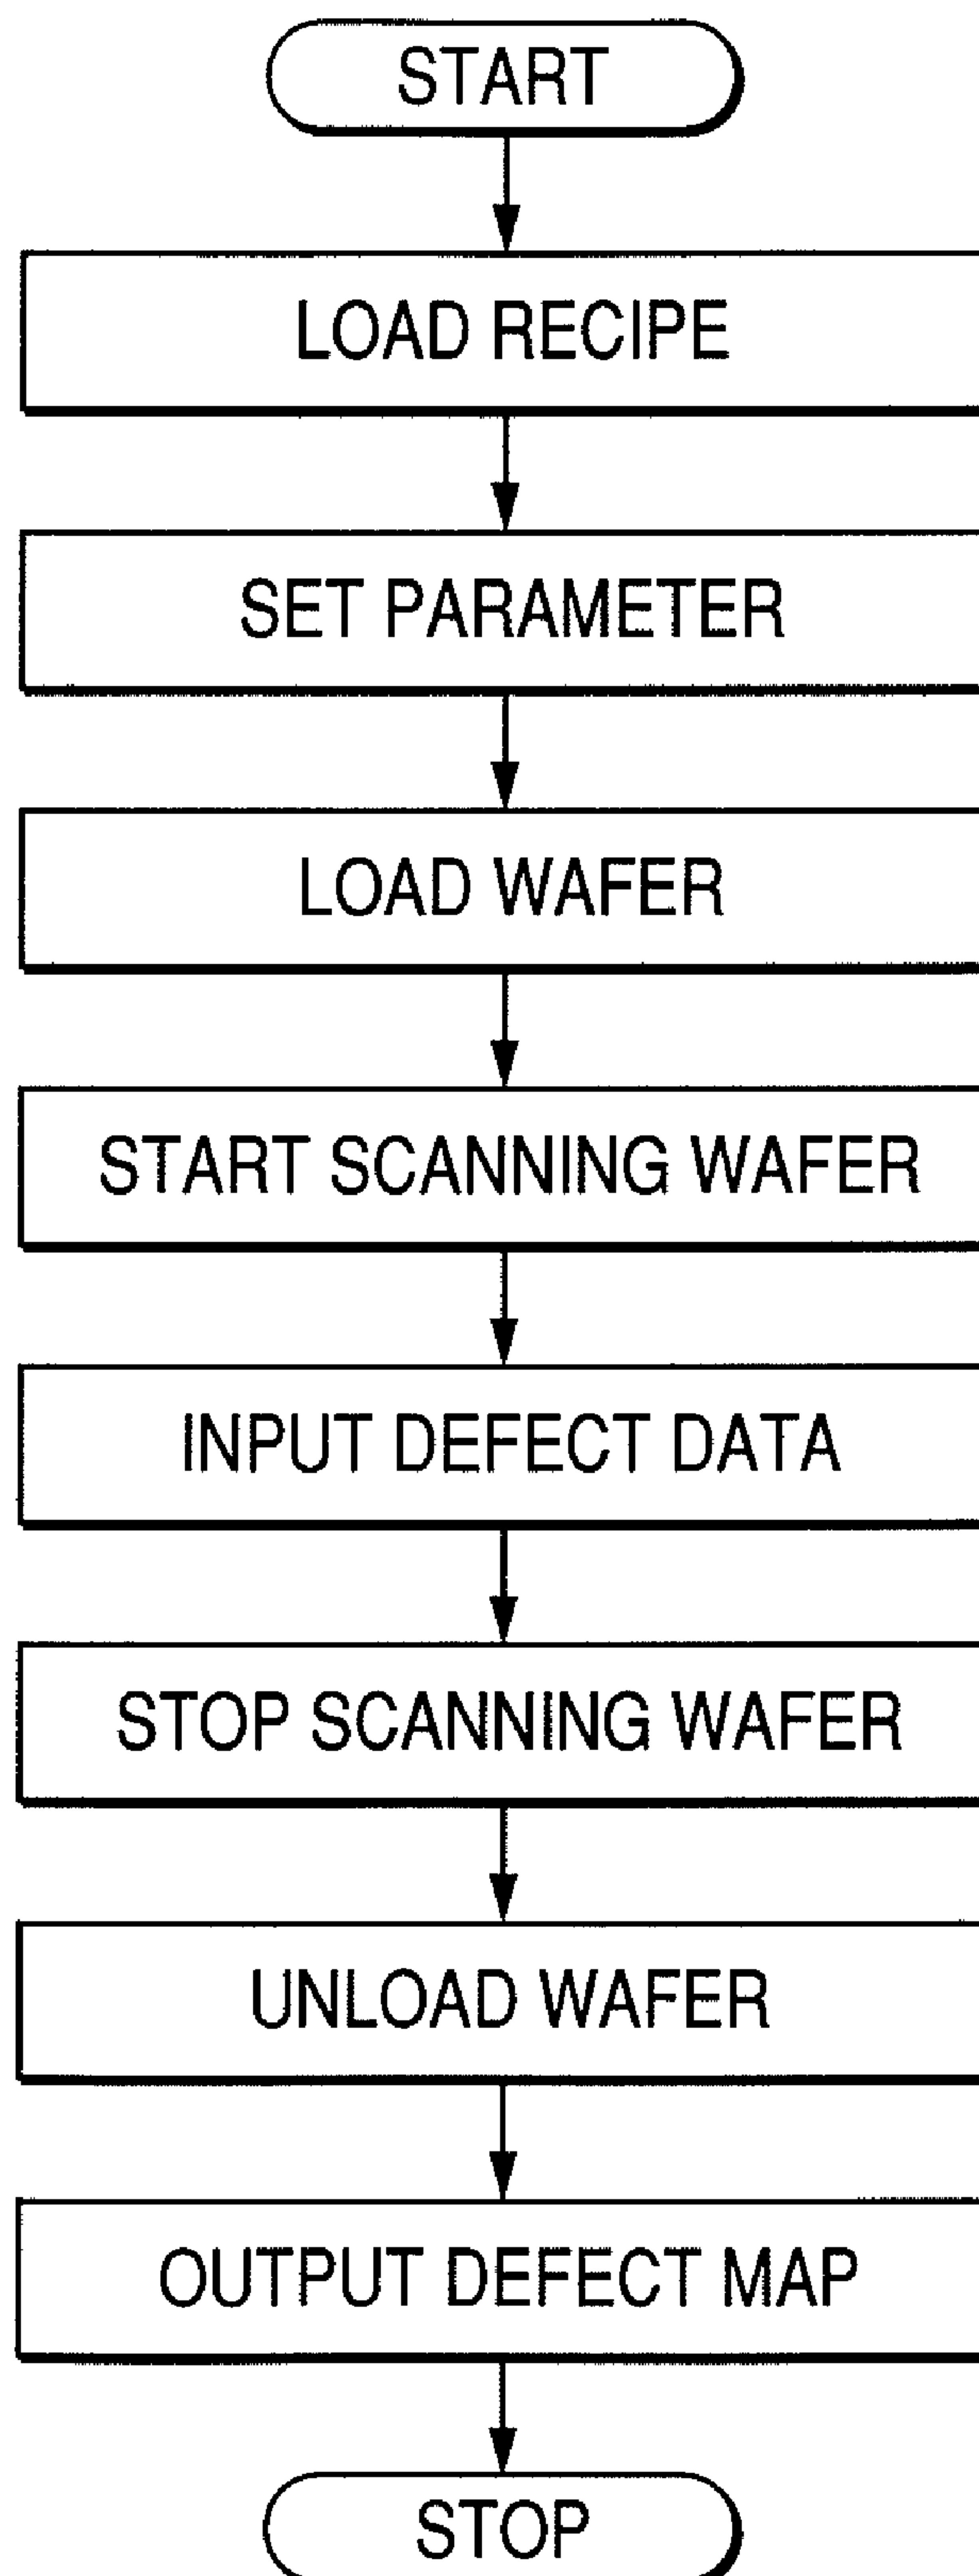 START
LOAD RECIPE
SET PARAMETER
LOAD WAFER
START SCANNING WAFER
INPUT DEFECT DATA
STOP SCANNING WAFER
UNLOAD WAFER
OUTPUT DEFECT MAP
STOP